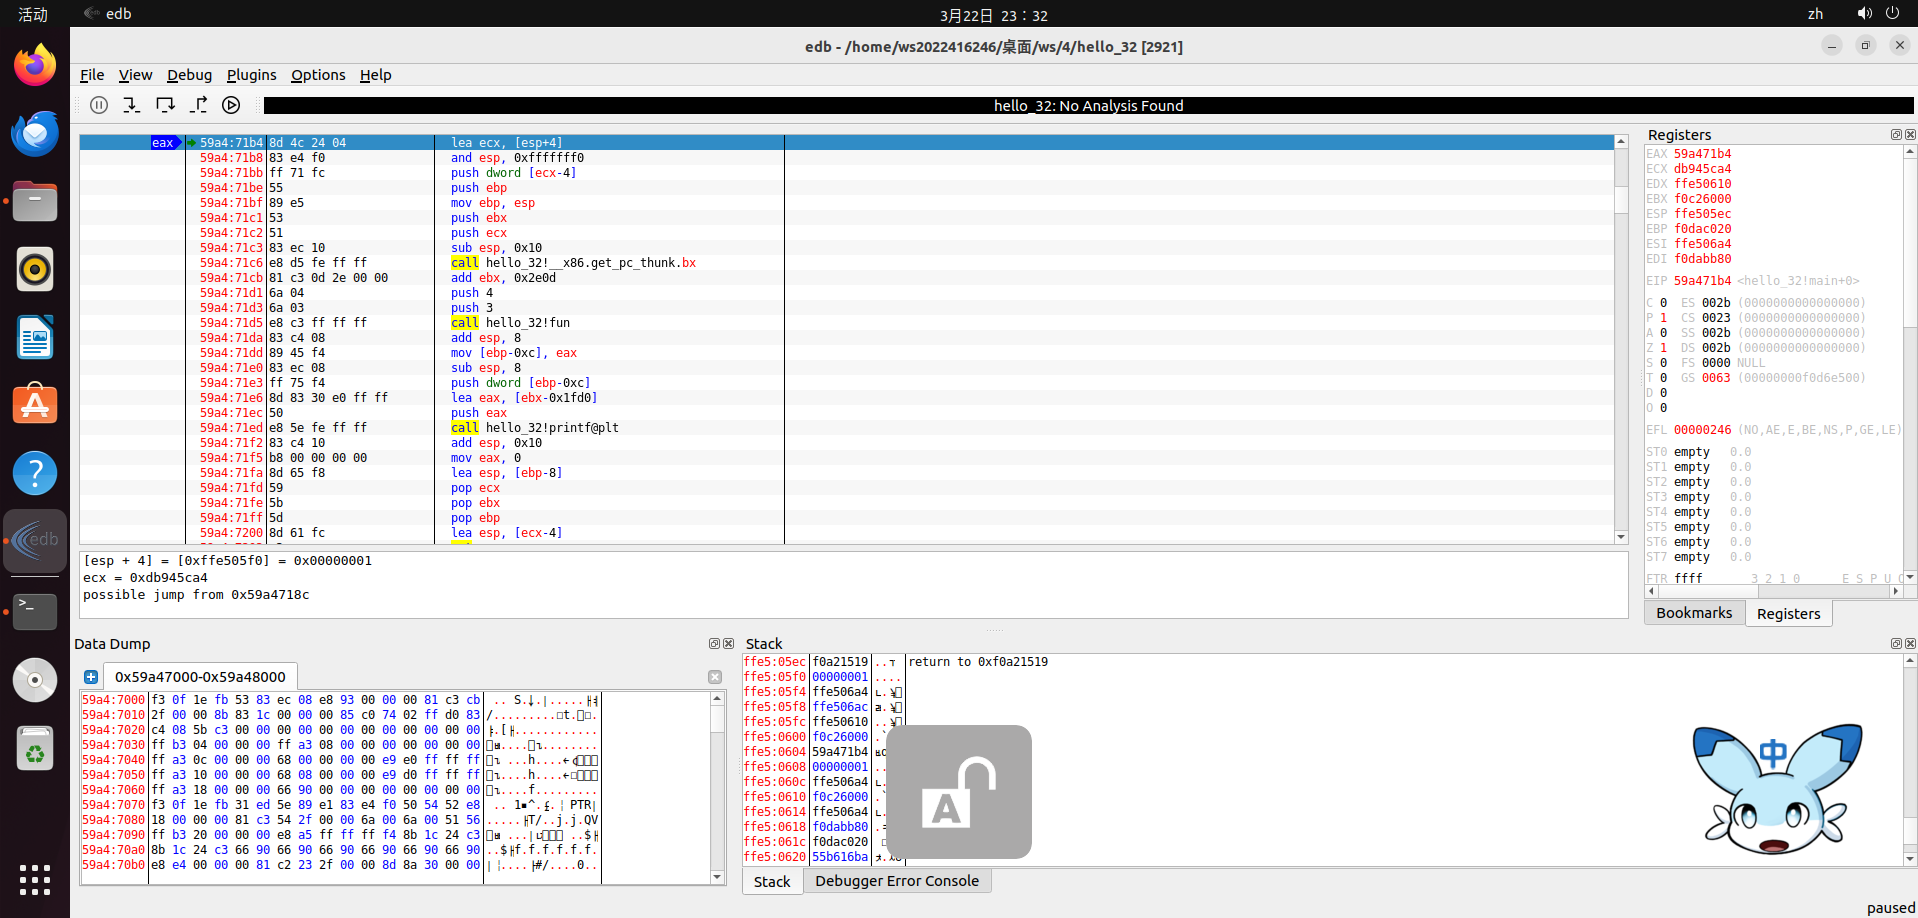 活动
edb
3月22日 23：32
zh
edb - /home/ws2022416246/桌面/ws/4/hello_32 [2921]
File View Debug Plugins Options Help
hello_32: No Analysis Found
eax 59a4:71b4 8d 4c 24 04 lea ecx, [esp+4]
59a4:71b8 83 e4 f0 and esp, 0xfffffff0
59a4:71bb ff 71 fc push dword [ecx-4]
59a4:71be 55 push ebp
59a4:71bf 89 e5 mov ebp, esp
59a4:71c1 53 push ebx
59a4:71c2 51 push ecx
59a4:71c3 83 ec 10 sub esp, 0x10
59a4:71c6 e8 d5 fe ff ff call hello_32!__x86.get_pc_thunk.bx
59a4:71cb 81 c3 0d 2e 00 00 add ebx, 0x2e0d
59a4:71d1 6a 04 push 4
59a4:71d3 6a 03 push 3
59a4:71d5 e8 c3 ff ff ff call hello_32!fun
59a4:71da 83 c4 08 add esp, 8
59a4:71dd 89 45 f4 mov [ebp-0xc], eax
59a4:71e0 83 ec 08 sub esp, 8
59a4:71e3 ff 75 f4 push dword [ebp-0xc]
59a4:71e6 8d 83 30 e0 ff ff lea eax, [ebx-0x1fd0]
59a4:71ec 50 push eax
59a4:71ed e8 5e fe ff ff call hello_32!printf@plt
59a4:71f2 83 c4 10 add esp, 0x10
59a4:71f5 b8 00 00 00 00 mov eax, 0
59a4:71fa 8d 65 f8 lea esp, [ebp-8]
59a4:71fd 59 pop ecx
59a4:71fe 5b pop ebx
59a4:71ff 5d pop ebp
59a4:7200 8d 61 fc lea esp, [ecx-4]
[esp + 4] = [0xffe505f0] = 0x00000001
ecx = 0xdb945ca4
possible jump from 0x59a4718c
Registers
EAX 59a471b4
ECX db945ca4
EDX ffe50610
EBX f0c26000
ESP ffe505ec
EBP f0dac020
ESI ffe506a4
EDI f0dabb80
EIP 59a471b4 <hello_32!main+0>
C 0 ES 002b (0000000000000000)
P 1 CS 0023 (0000000000000000)
A 0 SS 002b (0000000000000000)
Z 1 DS 002b (0000000000000000)
S 0 FS 0000 NULL
T 0 GS 0063 (00000000f0d6e500)
D 0
O 0
EFL 00000246 (NO,AE,E,BE,NS,P,GE,LE)
ST0 empty 0.0
ST1 empty 0.0
ST2 empty 0.0
ST3 empty 0.0
ST4 empty 0.0
ST5 empty 0.0
ST6 empty 0.0
ST7 empty 0.0
FTR ffff 3 2 1 0 E S P U O
Bookmarks Registers
Data Dump
0x59a47000-0x59a48000
59a4:7000 f3 0f 1e fb 53 83 ec 08 e8 93 00 00 00 81 c3 cb
59a4:7010 2f 00 00 8b 83 1c 00 00 00 85 c0 74 02 ff d0 83
59a4:7020 c4 08 5b c3 00 00 00 00 00 00 00 00 00 00 00 00
59a4:7030 ff b3 04 00 00 00 ff a3 08 00 00 00 00 00 00 00
59a4:7040 ff a3 0c 00 00 00 68 00 00 00 00 e9 e0 ff ff ff
59a4:7050 ff a3 10 00 00 00 68 08 00 00 00 e9 d0 ff ff ff
59a4:7060 ff a3 18 00 00 00 66 90 00 00 00 00 00 00 00 00
59a4:7070 f3 0f 1e fb 31 ed 5e 89 e1 83 e4 f0 50 54 52 e8
59a4:7080 18 00 00 00 81 c3 54 2f 00 00 6a 00 6a 00 51 56
59a4:7090 ff b3 20 00 00 00 e8 a5 ff ff ff f4 8b 1c 24 c3
59a4:70a0 8b 1c 24 c3 66 90 66 90 66 90 66 90 66 90 66 90
59a4:70b0 e8 e4 00 00 00 81 c2 23 2f 00 00 8d 8a 30 00 00
Stack
ffe5:05ec f0a21519 return to 0xf0a21519
ffe5:05f0 00000001
ffe5:05f4 ffe506a4
ffe5:05f8 ffe506ac
ffe5:05fc ffe50610
ffe5:0600 f0c26000
ffe5:0604 59a471b4
ffe5:0608 00000001
ffe5:060c ffe506a4
ffe5:0610 f0c26000
ffe5:0614 ffe506a4
ffe5:0618 f0dabb80
ffe5:061c f0dac020
ffe5:0620 55b616ba
A
中
Stack Debugger Error Console
paused